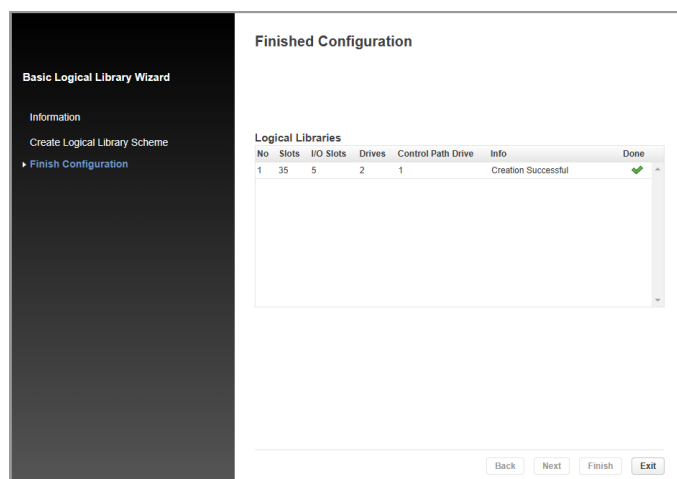 Finished Configuration
Basic Logical Library Wizard
Information
Create Logical Library Scheme
Finish Configuration
Logical Libraries
No Slots I/O Slots Drives Control Path Drive Info Done
1 35 5 2 1 Creation Successful
Back Next Finish Exit